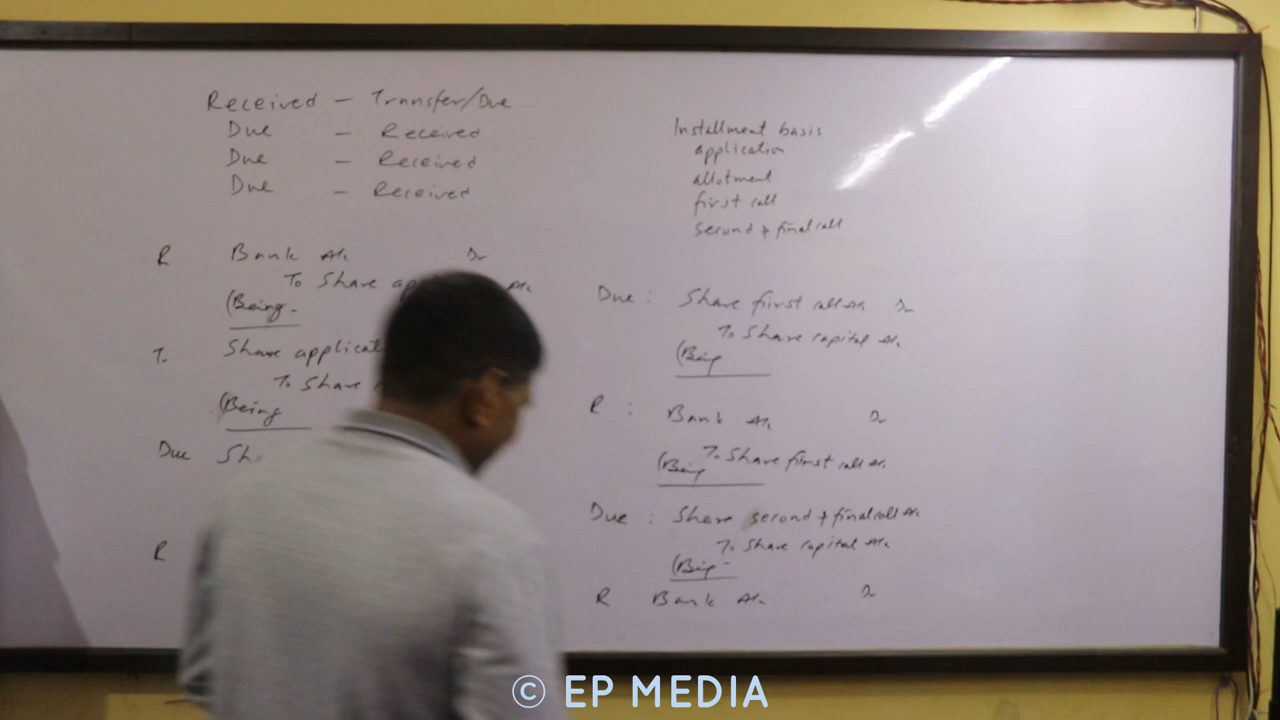 Received - Transfer/Due
Due - Received
Due - Received
Due - Received
R Bank A/c Dr
To Share A/c
(Being -
T. Share applicat
To Share
(Being
Due Sh
R
Installment basis
application
allotment
first call
second & final call
Due : Share first call A/c Dr
To Share capital A/c
(Being
R : Bank A/c Dr
To Share first call A/c
(Being
Due : Share second & final call A/c
To Share capital A/c
(Being -
R Bank A/c Dr
© EP MEDIA